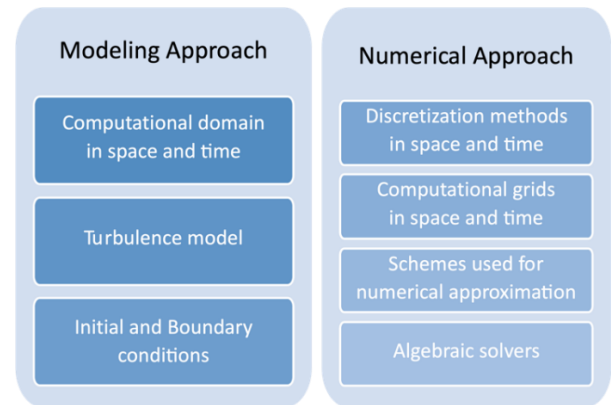 Modeling Approach
Computational domain
in space and time
Turbulence model
Initial and Boundary
conditions
Numerical Approach
Discretization methods
in space and time
Computational grids
in space and time
Schemes used for
numerical approximation
Algebraic solvers